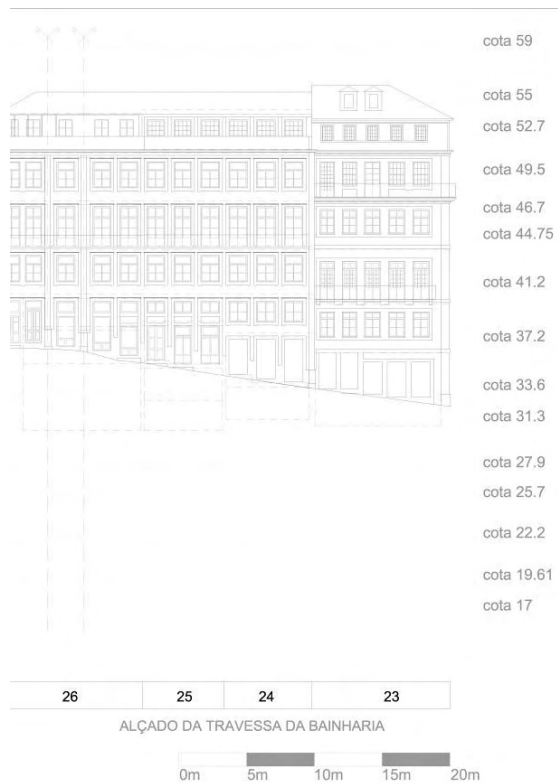 cota 59
cota 55
cota 52.7
cota 49.5
cota 46.7
cota 44.75
cota 41.2
cota 37.2
cota 33.6
cota 31.3
cota 27.9
cota 25.7
cota 22.2
cota 19.61
cota 17
26 25 24 23
ALÇADO DA TRAVESSA DA BAINHARIA
0m 5m 10m 15m 20m